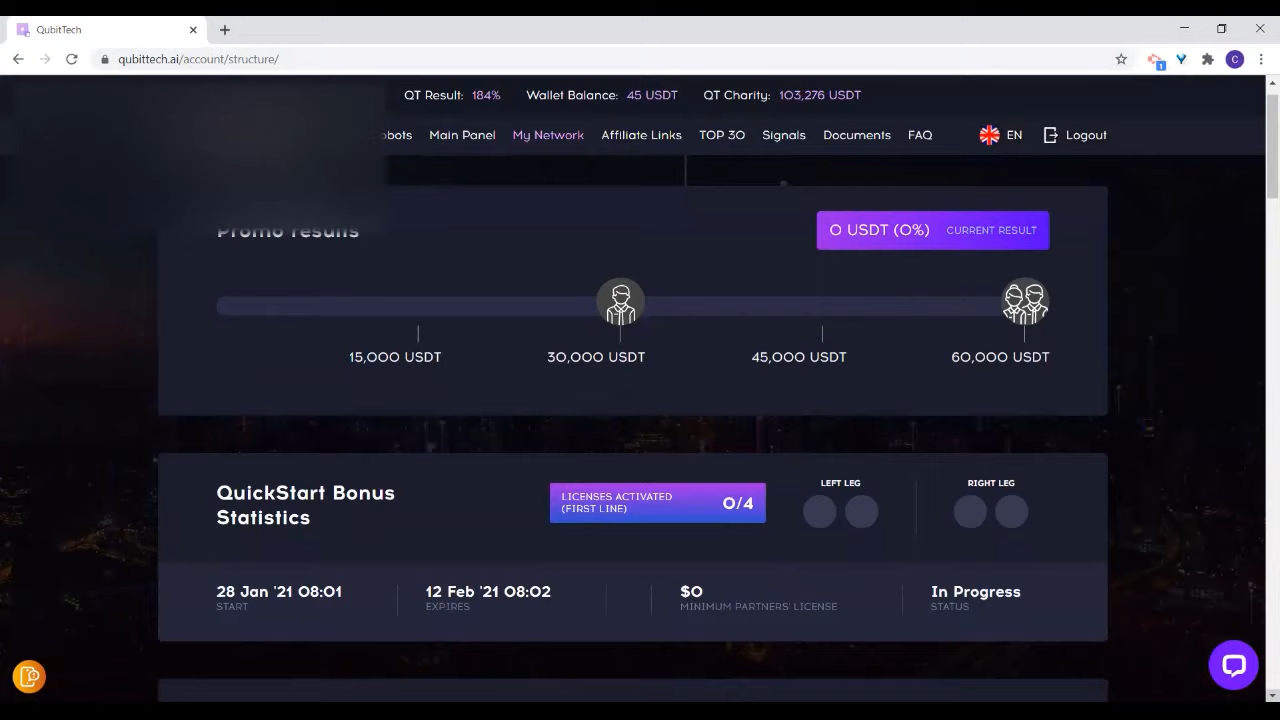 QubitTech
qubittech.ai/account/structure/
1
C
QT Result: 184% Wallet Balance: 45 USDT QT Charity: 103,276 USDT
obots Main Panel My Network Affiliate Links TOP 30 Signals Documents FAQ EN Logout
Promo results
0 USDT (0%) CURRENT RESULT
15,000 USDT 30,000 USDT 45,000 USDT 60,000 USDT
QuickStart Bonus
Statistics
LICENSES ACTIVATED
(FIRST LINE)
0/4
LEFT LEG RIGHT LEG
28 Jan '21 08:01 12 Feb '21 08:02 $0 In Progress
START EXPIRES MINIMUM PARTNERS' LICENSE STATUS